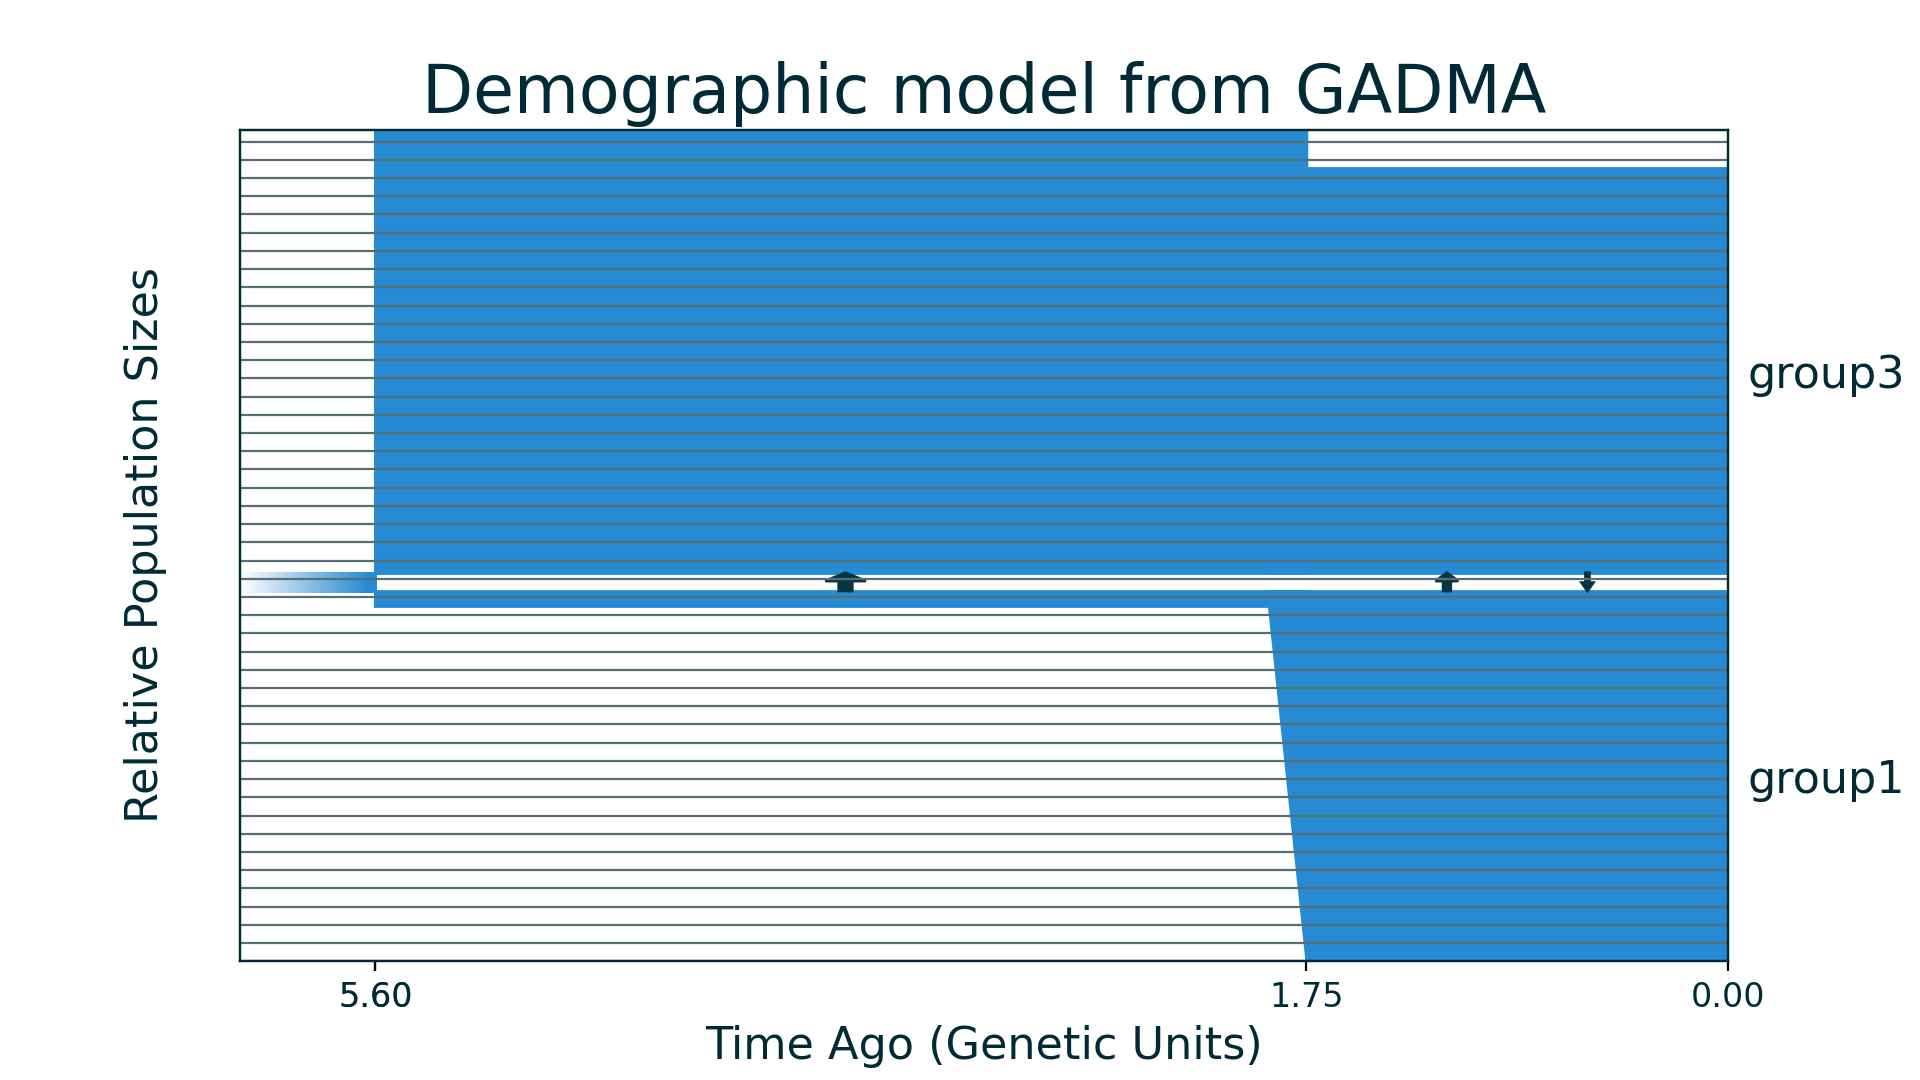 Demographic model from GADMA
Relative Population Sizes
group3
group1
5.60
1.75
0.00
Time Ago (Genetic Units)